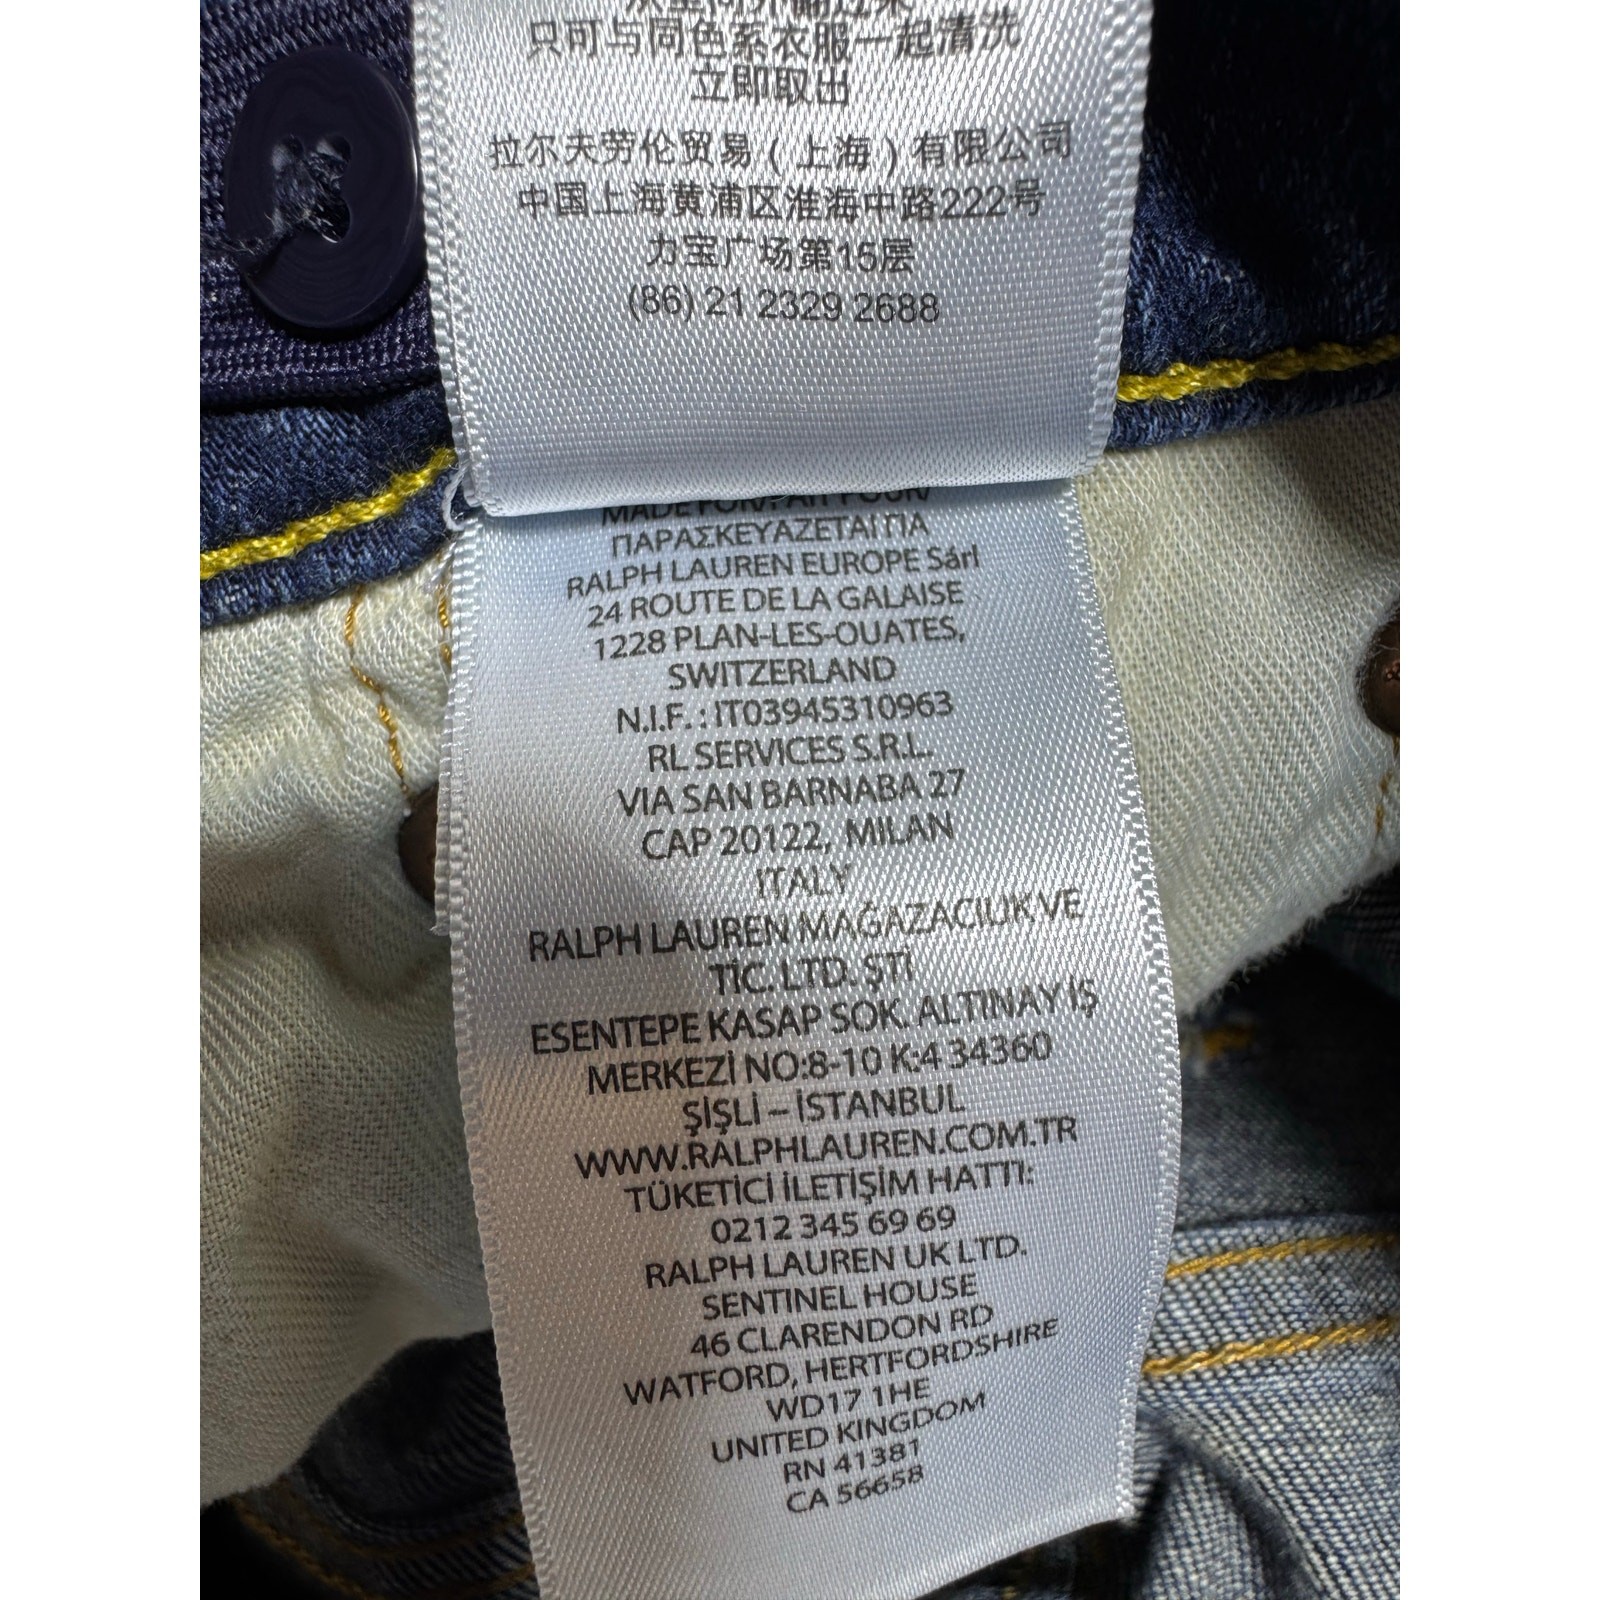 只可与同色系衣服一起清洗
立即取出
拉尔夫劳伦贸易(上海)有限公司
中国上海黄浦区淮海中路222号
力宝广场第15层
(86) 21 2329 2688
MADE FOR/FAIT POUR/
ΠΑΡΑΣΚΕΥΑΖΕΤΑΙ ΓΙΑ
RALPH LAUREN EUROPE Sárl
24 ROUTE DE LA GALAISE
1228 PLAN-LES-OUATES,
SWITZERLAND
N.I.F. : IT03945310963
RL SERVICES S.R.L.
VIA SAN BARNABA 27
CAP 20122, MILAN
ITALY
RALPH LAUREN MAĞAZACILIK VE
TİC. LTD. ŞTİ
ESENTEPE KASAP SOK. ALTINAY İŞ
MERKEZİ NO:8-10 K:4 34360
ŞİŞLİ – İSTANBUL
WWW.RALPHLAUREN.COM.TR
TÜKETİCİ İLETİŞİM HATTI:
0212 345 69 69
RALPH LAUREN UK LTD.
SENTINEL HOUSE
46 CLARENDON RD
WATFORD, HERTFORDSHIRE
WD17 1HE
UNITED KINGDOM
RN 41381
CA 56658